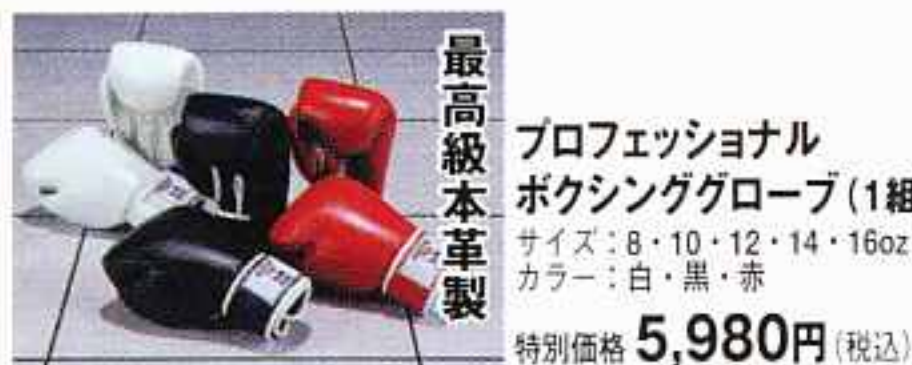 最高級本革製
プロフェッショナル
ボクシンググローブ(1組
サイズ:8・10・12・14・16oz
カラー:白・黒・赤
特別価格 5,980円(税込)